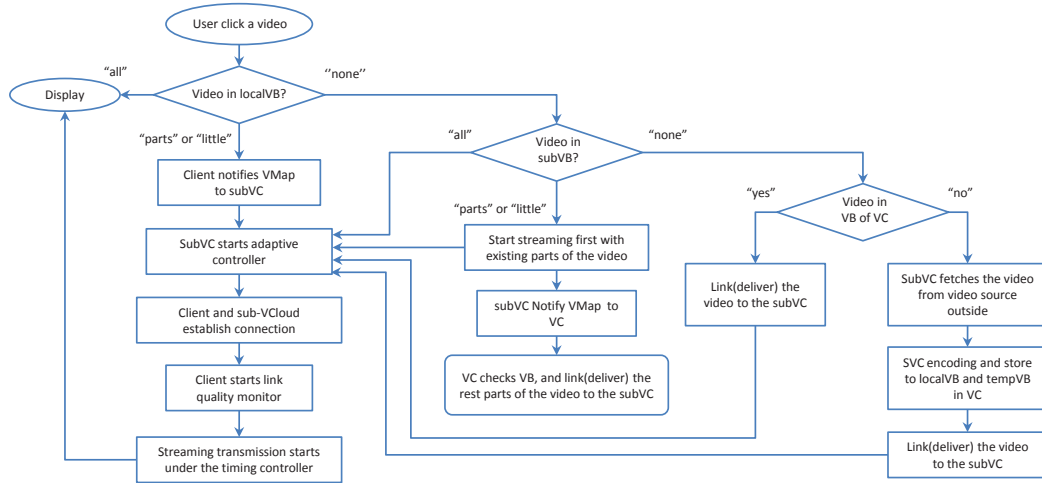 User click a video
"all"
''none''
Display
Video in localVB?
"parts" or "little"
"all"
Video in
subVB?
"none"
Client notifies VMap
to subVC
"yes"
Video in
VB of VC
"no"
"parts" or "little"
SubVC starts adaptive
controller
Start streaming first with
existing parts of the video
Link(deliver) the
video to the subVC
SubVC fetches the video
from video source
outside
Client and sub-VCloud
establish connection
subVC Notify VMap to
VC
Client starts link
quality monitor
VC checks VB, and link(deliver) the
rest parts of the video to the subVC
SVC encoding and store
to localVB and tempVB
in VC
Streaming transmission starts
under the timing controller
Link(deliver) the video
to the subVC